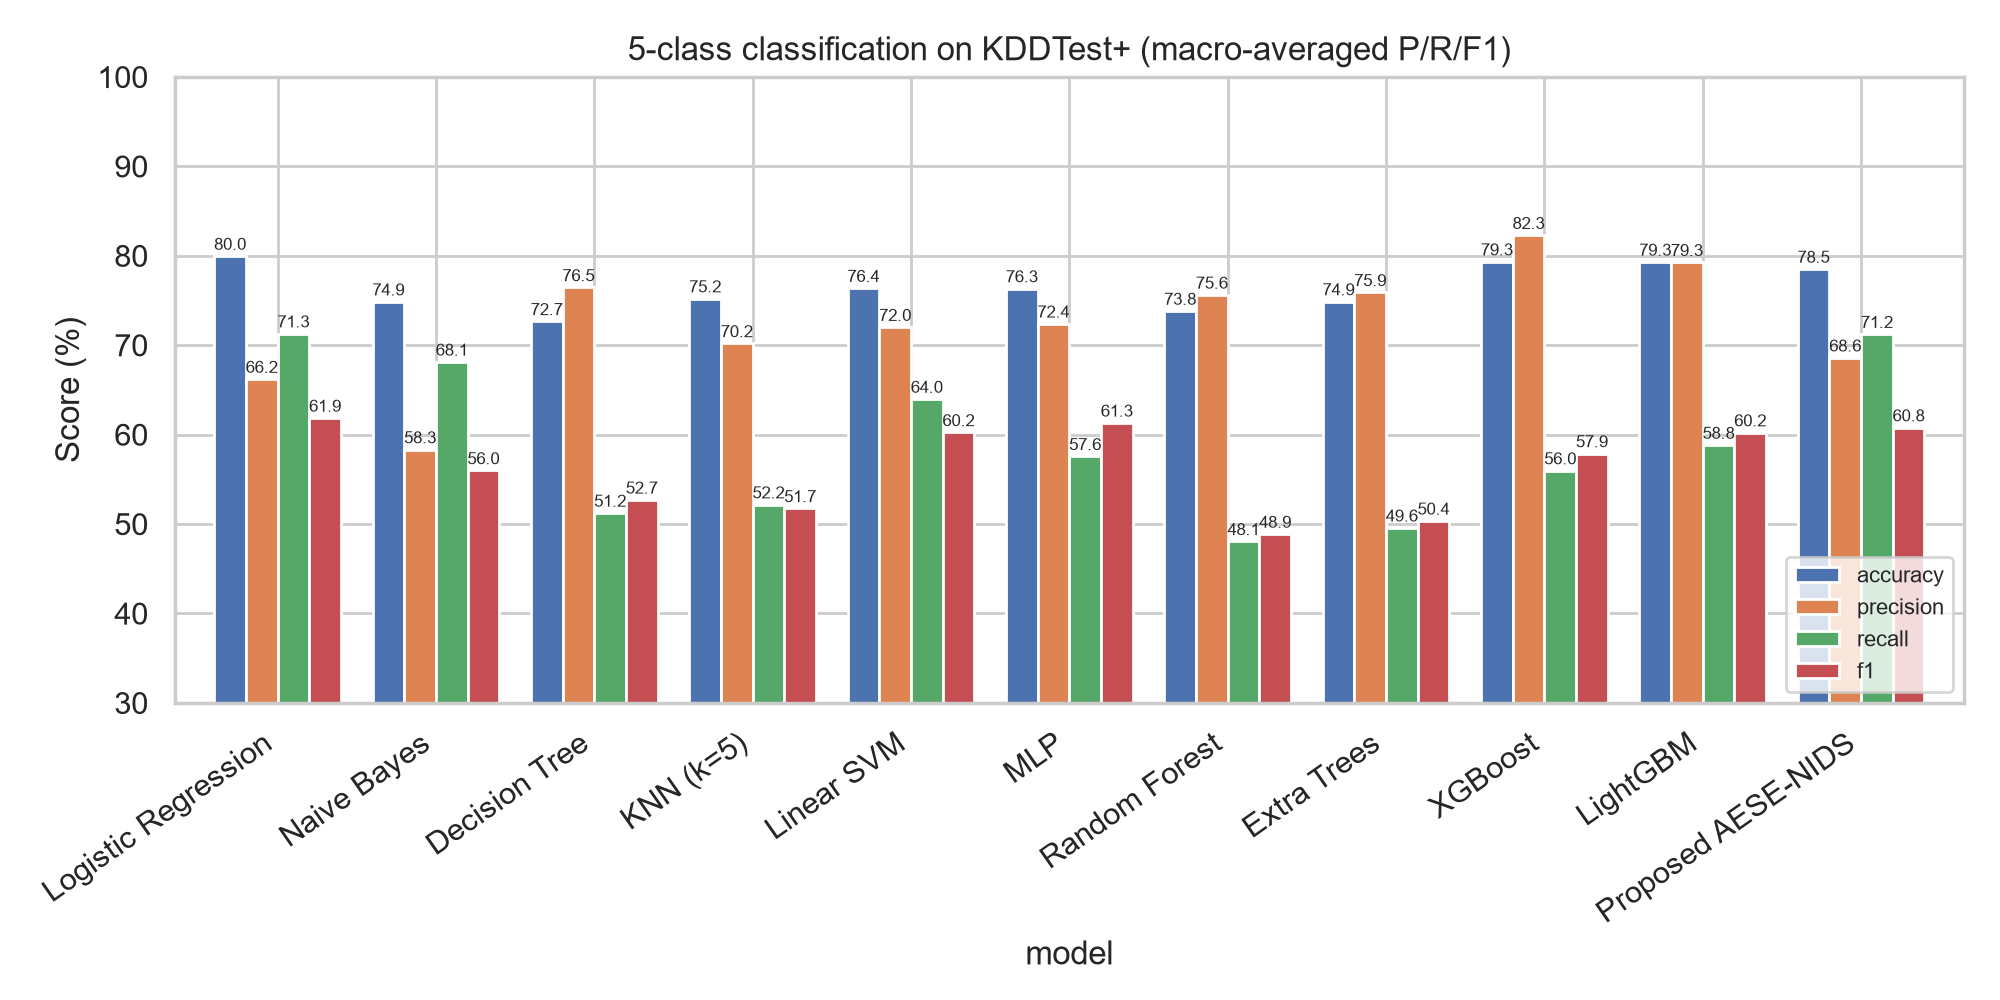 5-class classification on KDDTest+ (macro-averaged P/R/F1)
100
90
80
70
60
50
40
30
Score (%)
80.0 66.2 71.3 61.9
74.9 58.3 68.1 56.0
72.7 76.5 51.2 52.7
75.2 70.2 52.2 51.7
76.4 72.0 64.0 60.2
76.3 72.4 57.6 61.3
73.8 75.6 48.1 48.9
74.9 75.9 49.6 50.4
79.3 82.3 56.0 57.9
79.3 79.3 58.8 60.2
78.5 68.6 71.2 60.8
accuracy
precision
recall
f1
Logistic Regression
Naive Bayes
Decision Tree
KNN (k=5)
Linear SVM
MLP
Random Forest
Extra Trees
XGBoost
LightGBM
Proposed AESE-NIDS
model